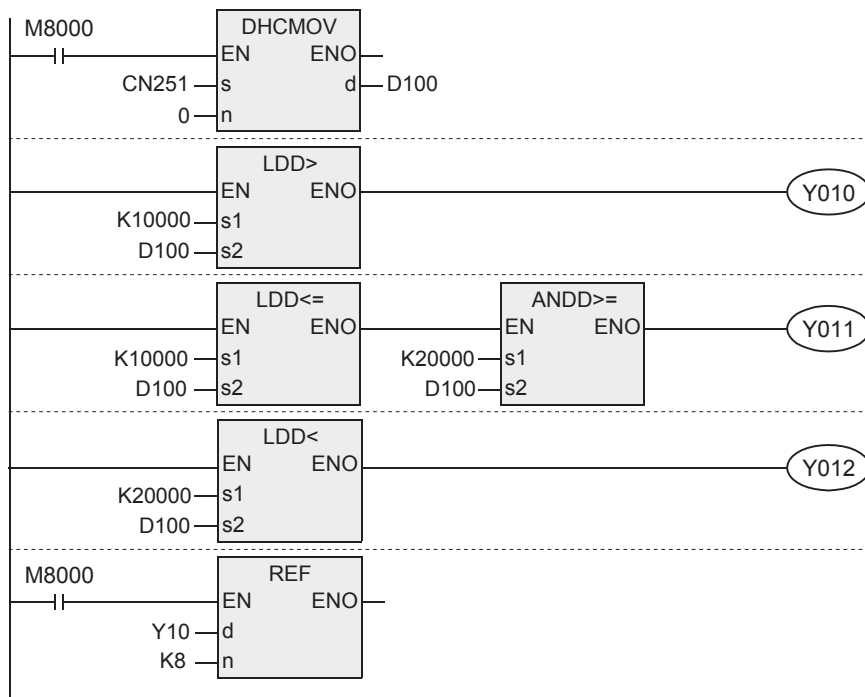 M8000
DHCMOV
EN ENO
CN251 s d D100
0 n
LDD>
EN ENO Y010
K10000 s1
D100 s2
LDD<= ANDD>=
EN ENO EN ENO Y011
K10000 s1 K20000 s1
D100 s2 D100 s2
LDD<
EN ENO Y012
K20000 s1
D100 s2
M8000 REF
EN ENO
Y10 d
K8 n